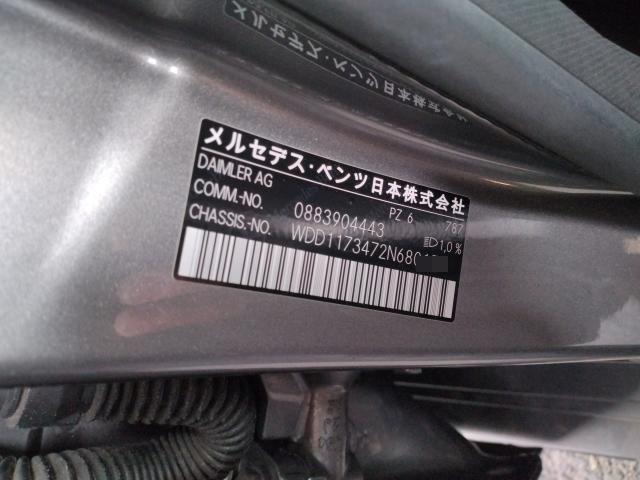 メルセデス・ベンツ日本株式会社
DAIMLER AG
COMM.-NO. 0883904443 PZ 6 787
CHASSIS.-NO. WDD1173472N680 1,0 %